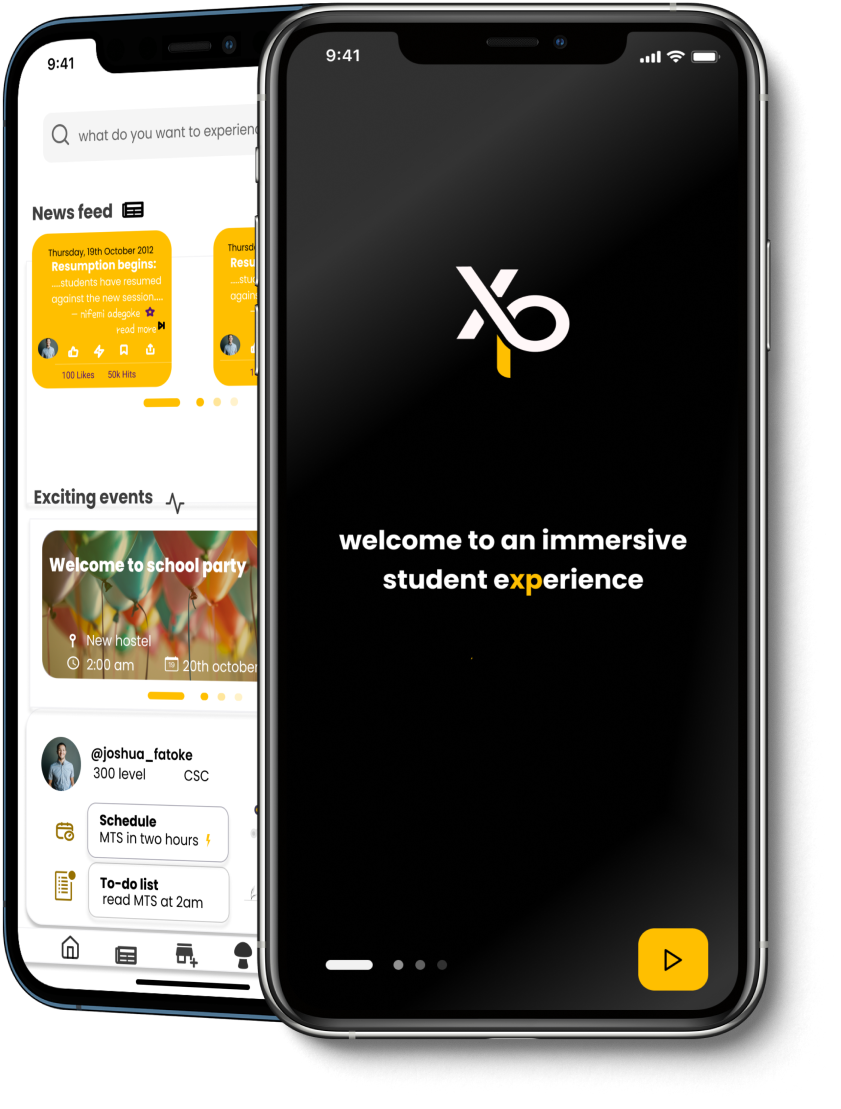 9:41
what do you want to experienc
News feed
Thursday, 19th October 2012
Resumption begins:
....students have resumed
against the new session....
~ nifemi adegoke
read more
100 Likes 50k Hits
Thursd
Resu
....stu
again
Exciting events
Welcome to school party
New hostel
2:00 am 19 20th october
@joshua_fatoke
300 level CSC
Schedule
MTS in two hours
To-do list
read MTS at 2am
9:41
xp
welcome to an immersive
student experience